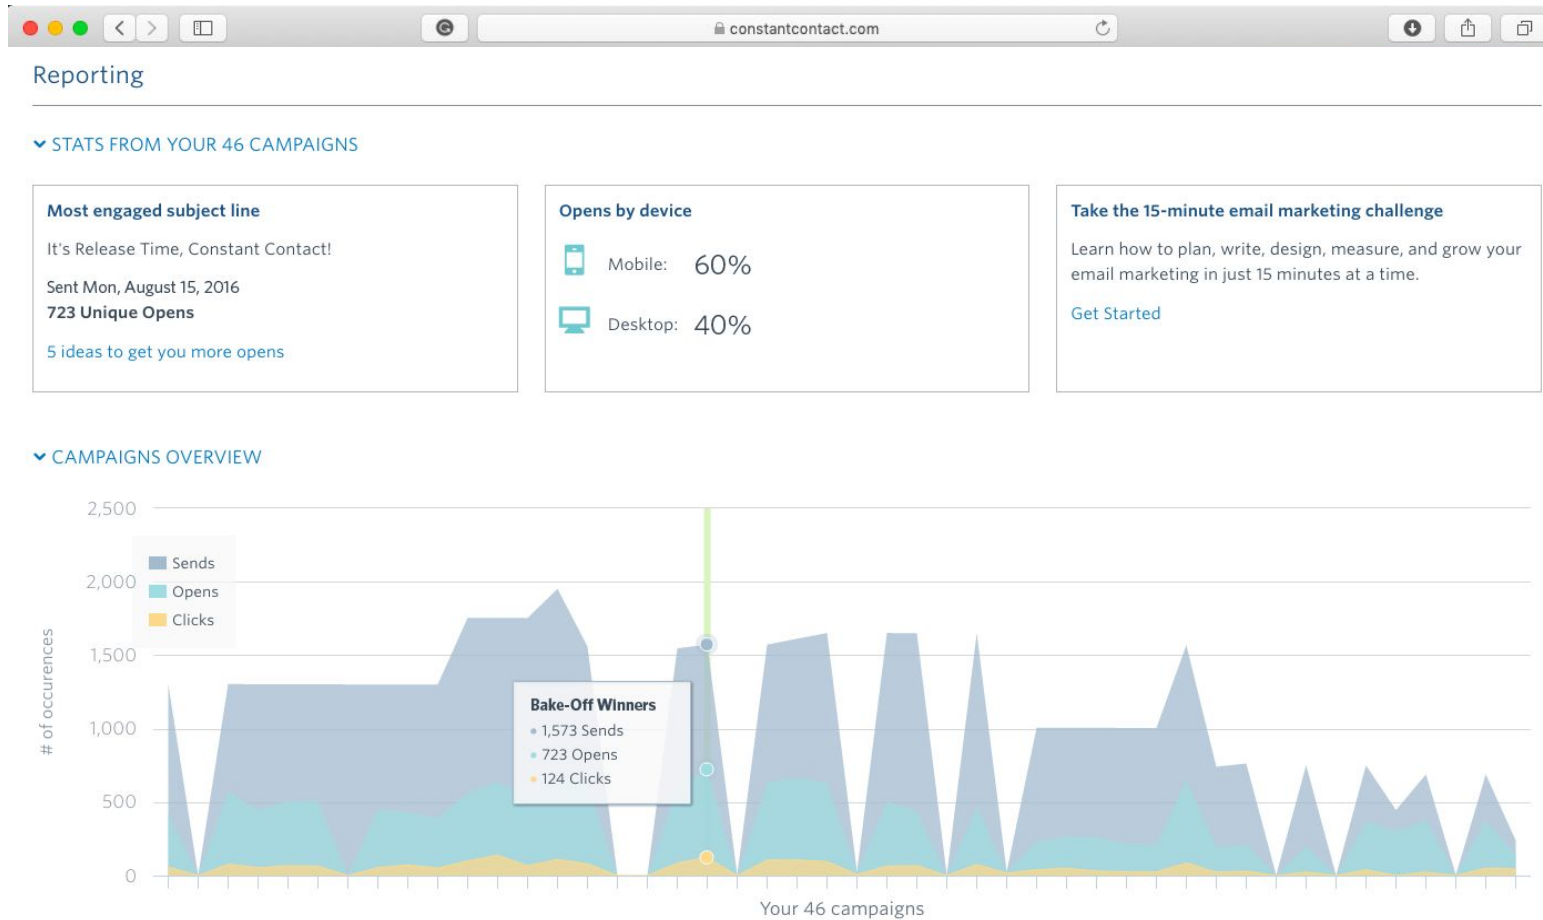 constantcontact.com
Reporting
STATS FROM YOUR 46 CAMPAIGNS
Most engaged subject line
It's Release Time, Constant Contact!
Sent Mon, August 15, 2016
723 Unique Opens
5 ideas to get you more opens
Opens by device
Mobile: 60%
Desktop: 40%
Take the 15-minute email marketing challenge
Learn how to plan, write, design, measure, and grow your
email marketing in just 15 minutes at a time.
Get Started
CAMPAIGNS OVERVIEW
2,500
2,000
1,500
1,000
500
0
# of occurences
Sends
Opens
Clicks
Bake-Off Winners
1,573 Sends
723 Opens
124 Clicks
Your 46 campaigns